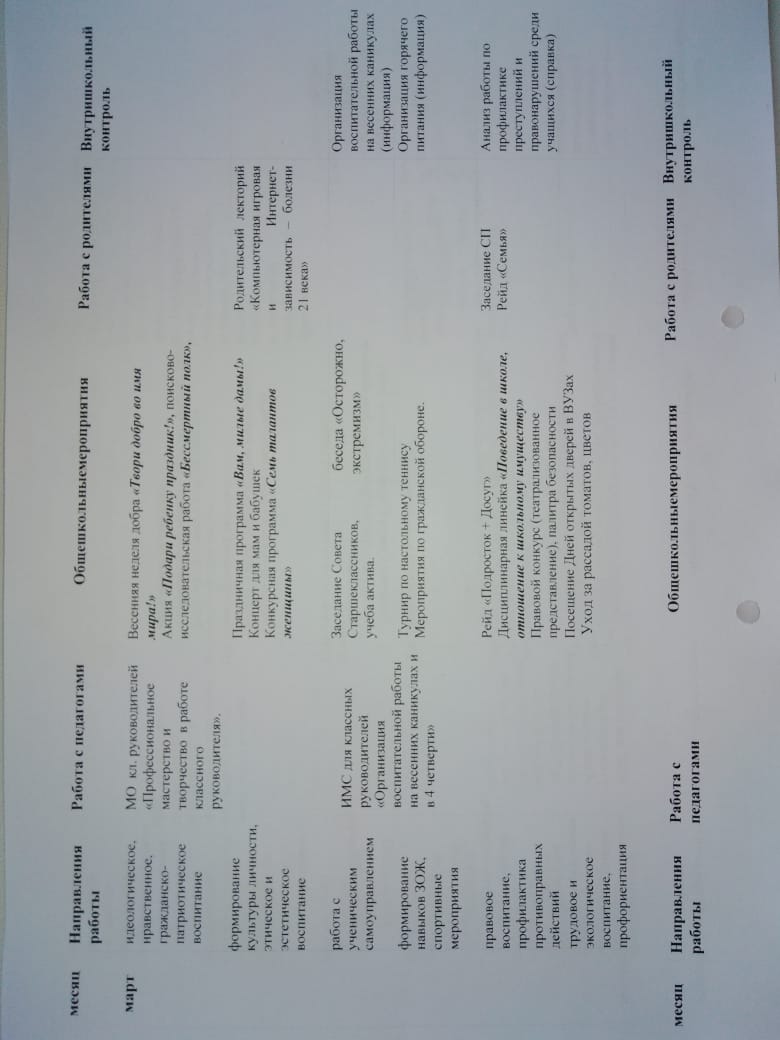 месяц
Направления
работы
Работа с педагогами
Общешкольныемероприятия
Работа с родителями
Внутришкольный
контроль
март
идеологическое,
нравственное,
гражданско-
патриотическое
воспитание
МО кл. руководителей
«Профессиональное
мастерство и
творчество в работе
классного
руководителя».
Весенняя неделя добра «Твори добро во имя
мира!»
Акция «Подари ребенку праздник!», поисково-
исследовательская работа «Бессмертный полк»,
формирование
культуры личности,
этическое и
эстетическое
воспитание
Праздничная программа «Вам, милые дамы!»
Концерт для мам и бабушек
Конкурсная программа «Семь талантов
женщины»
Родительский лекторий
«Компьютерная игровая
и Интернет-
зависимость – болезни
21 века»
работа с
ученическим
самоуправлением
ИМС для классных
руководителей
«Организация
воспитательной работы
на весенних каникулах и
в 4 четверти»
Заседание Совета
Старшеклассников,
учеба актива.
беседа «Осторожно,
экстремизм»
Организация
воспитательной работы
на весенних каникулах
(информация)
формирование
навыков ЗОЖ,
спортивные
мероприятия
Турнир по настольному теннису
Мероприятия по гражданской обороне.
Организация горячего
питания (информация)
правовое
воспитание,
профилактика
противоправных
действий
трудовое и
экологическое
воспитание,
профориентация
Рейд «Подросток + Досуг»
Дисциплинарная линейка «Поведение в школе,
отношение к школьному имуществу»
Правовой конкурс (театрализованное
представление), палитра безопасности
Посещение Дней открытых дверей в ВУЗах
Уход за рассадой томатов, цветов
Заседание СП
Рейд «Семья»
Анализ работы по
профилактике
преступлений и
правонарушений среди
учащихся (справка)
месяц
Направления
работы
Работа с
педагогами
Общешкольныемероприятия
Работа с родителями
Внутришкольный
контроль